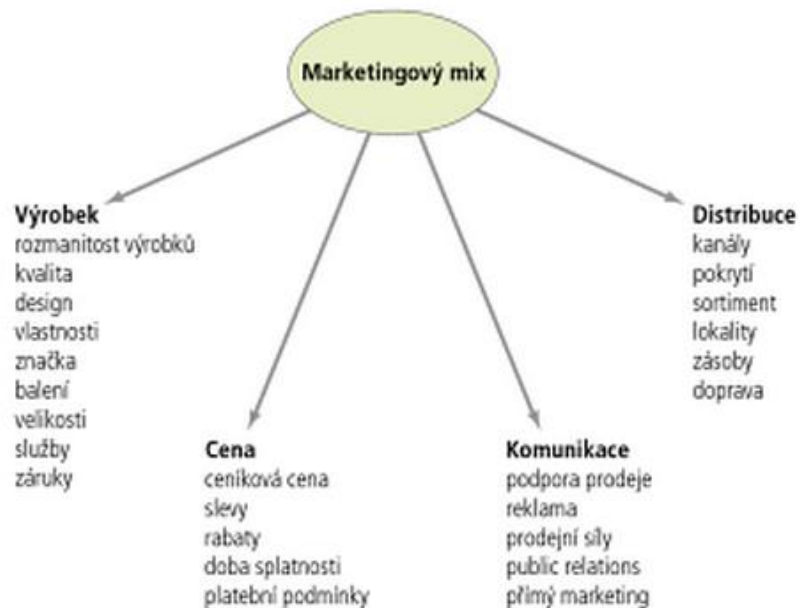 Marketingový mix
Výrobek
rozmanitost výrobků
kvalita
design
vlastnosti
značka
balení
velikosti
služby
záruky
Cena
ceníková cena
slevy
rabaty
doba splatnosti
platební podmínky
Komunikace
podpora prodeje
reklama
prodejní síly
public relations
přímý marketing
Distribuce
kanály
pokrytí
sortiment
lokality
zásoby
doprava